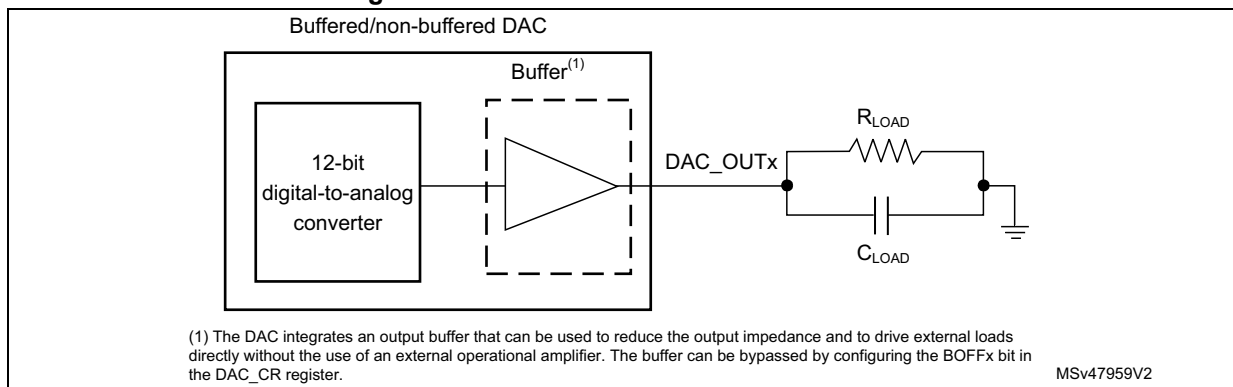 Buffered/non-buffered DAC
Buffer(1)
12-bit
digital-to-analog
converter
DAC_OUTx
RLOAD
CLOAD
(1) The DAC integrates an output buffer that can be used to reduce the output impedance and to drive external loads
directly without the use of an external operational amplifier. The buffer can be bypassed by configuring the BOFFx bit in
the DAC_CR register.
MSv47959V2